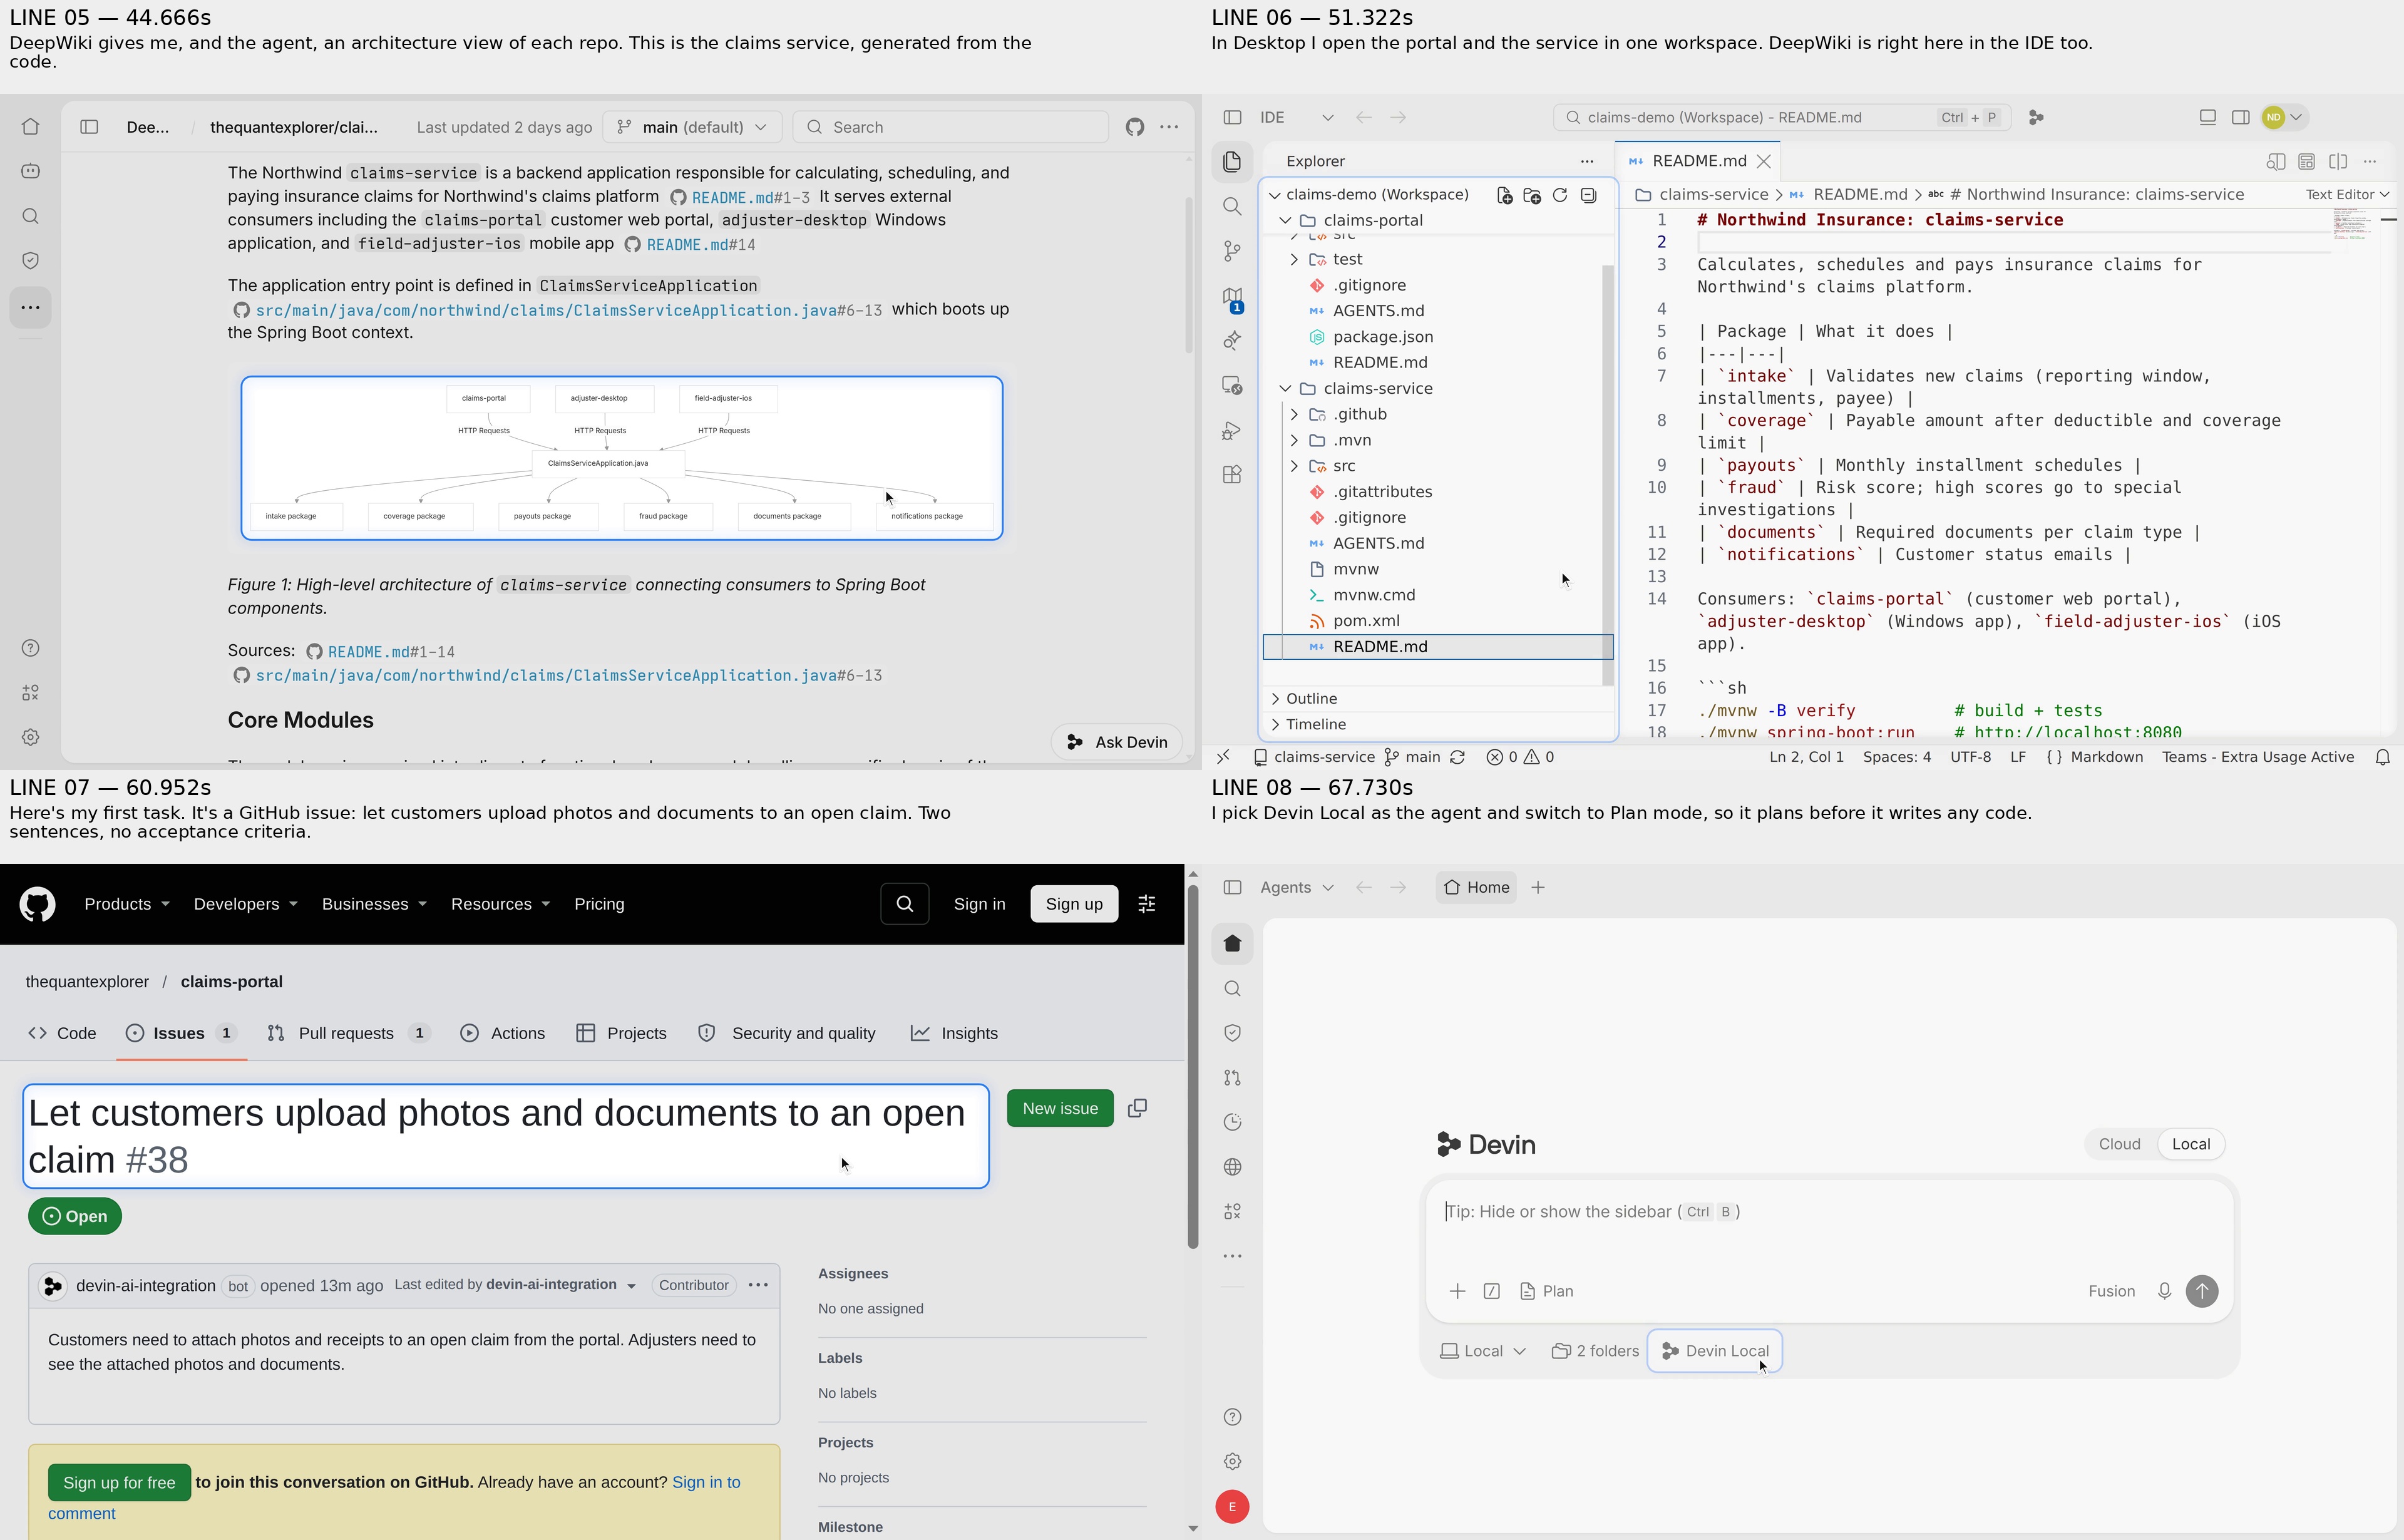 LINE 05 — 44.666s
DeepWiki gives me, and the agent, an architecture view of each repo. This is the claims service, generated from the
code.
Dee... / thequantexplorer/clai... Last updated 2 days ago main (default) Search
The Northwind claims-service is a backend application responsible for calculating, scheduling, and
paying insurance claims for Northwind's claims platform README.md#1-3 It serves external
consumers including the claims-portal customer web portal, adjuster-desktop Windows
application, and field-adjuster-ios mobile app README.md#14
The application entry point is defined in ClaimsServiceApplication
src/main/java/com/northwind/claims/ClaimsServiceApplication.java#6-13 which boots up
the Spring Boot context.
claims-portal adjuster-desktop field-adjuster-ios
HTTP Requests HTTP Requests HTTP Requests
ClaimsServiceApplication.java
intake package coverage package payouts package fraud package documents package notifications package
Figure 1: High-level architecture of claims-service connecting consumers to Spring Boot
components.
Sources: README.md#1-14
src/main/java/com/northwind/claims/ClaimsServiceApplication.java#6-13
Core Modules
Ask Devin
LINE 06 — 51.322s
In Desktop I open the portal and the service in one workspace. DeepWiki is right here in the IDE too.
IDE claims-demo (Workspace) - README.md Ctrl + P ND
Explorer ...
claims-demo (Workspace)
claims-portal
src
test
.gitignore
AGENTS.md
package.json
README.md
claims-service
.github
.mvn
src
.gitattributes
.gitignore
AGENTS.md
mvnw
mvnw.cmd
pom.xml
README.md
Outline
Timeline
1
README.md
claims-service > README.md > abc # Northwind Insurance: claims-service Text Editor
1 # Northwind Insurance: claims-service
2
3 Calculates, schedules and pays insurance claims for
Northwind's claims platform.
4
5 | Package | What it does |
6 |---|---|
7 | `intake` | Validates new claims (reporting window,
installments, payee) |
8 | `coverage` | Payable amount after deductible and coverage
limit |
9 | `payouts` | Monthly installment schedules |
10 | `fraud` | Risk score; high scores go to special
investigations |
11 | `documents` | Required documents per claim type |
12 | `notifications` | Customer status emails |
13
14 Consumers: `claims-portal` (customer web portal),
`adjuster-desktop` (Windows app), `field-adjuster-ios` (iOS
app).
15
16 ```sh
17 ./mvnw -B verify # build + tests
18 ./mvnw spring-boot:run # http://localhost:8080
claims-service main 0 0 Ln 2, Col 1 Spaces: 4 UTF-8 LF {} Markdown Teams - Extra Usage Active
LINE 07 — 60.952s
Here's my first task. It's a GitHub issue: let customers upload photos and documents to an open claim. Two
sentences, no acceptance criteria.
Products Developers Businesses Resources Pricing Sign in Sign up
thequantexplorer / claims-portal
Code Issues 1 Pull requests 1 Actions Projects Security and quality Insights
Let customers upload photos and documents to an open
claim #38
New issue
Open
devin-ai-integration bot opened 13m ago Last edited by devin-ai-integration Contributor ...
Customers need to attach photos and receipts to an open claim from the portal. Adjusters need to
see the attached photos and documents.
Sign up for free to join this conversation on GitHub. Already have an account? Sign in to
comment
Assignees
No one assigned
Labels
No labels
Projects
No projects
Milestone
LINE 08 — 67.730s
I pick Devin Local as the agent and switch to Plan mode, so it plans before it writes any code.
Agents Home
Devin Cloud Local
Tip: Hide or show the sidebar (Ctrl B)
Plan Fusion
Local 2 folders Devin Local
E